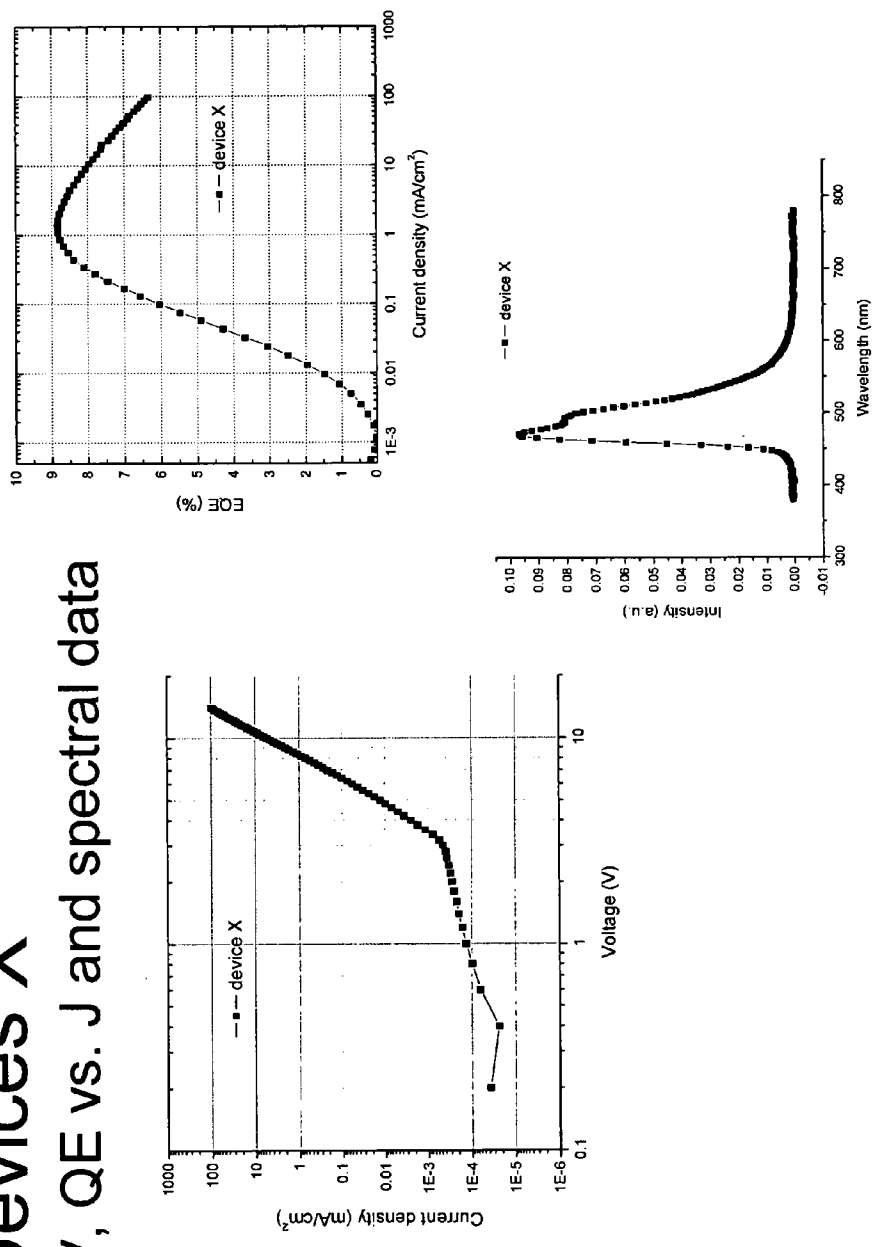 Devices X
, QE vs. J and spectral data
EQE (%)
10
9
8
7
6
5
4
3
2
1
0
device X
1E-3
0.01
0.1
1
10
100
1000
Current density (mA/cm²)
Current density (mA/cm²)
1000
100
10
1
0.1
0.01
1E-3
1E-4
1E-5
1E-6
device X
0.1
1
10
Voltage (V)
Intensity (a.u.)
0.10
0.09
0.08
0.07
0.06
0.05
0.04
0.03
0.02
0.01
0.00
-0.01
device X
300
400
500
600
700
800
Wavelength (nm)